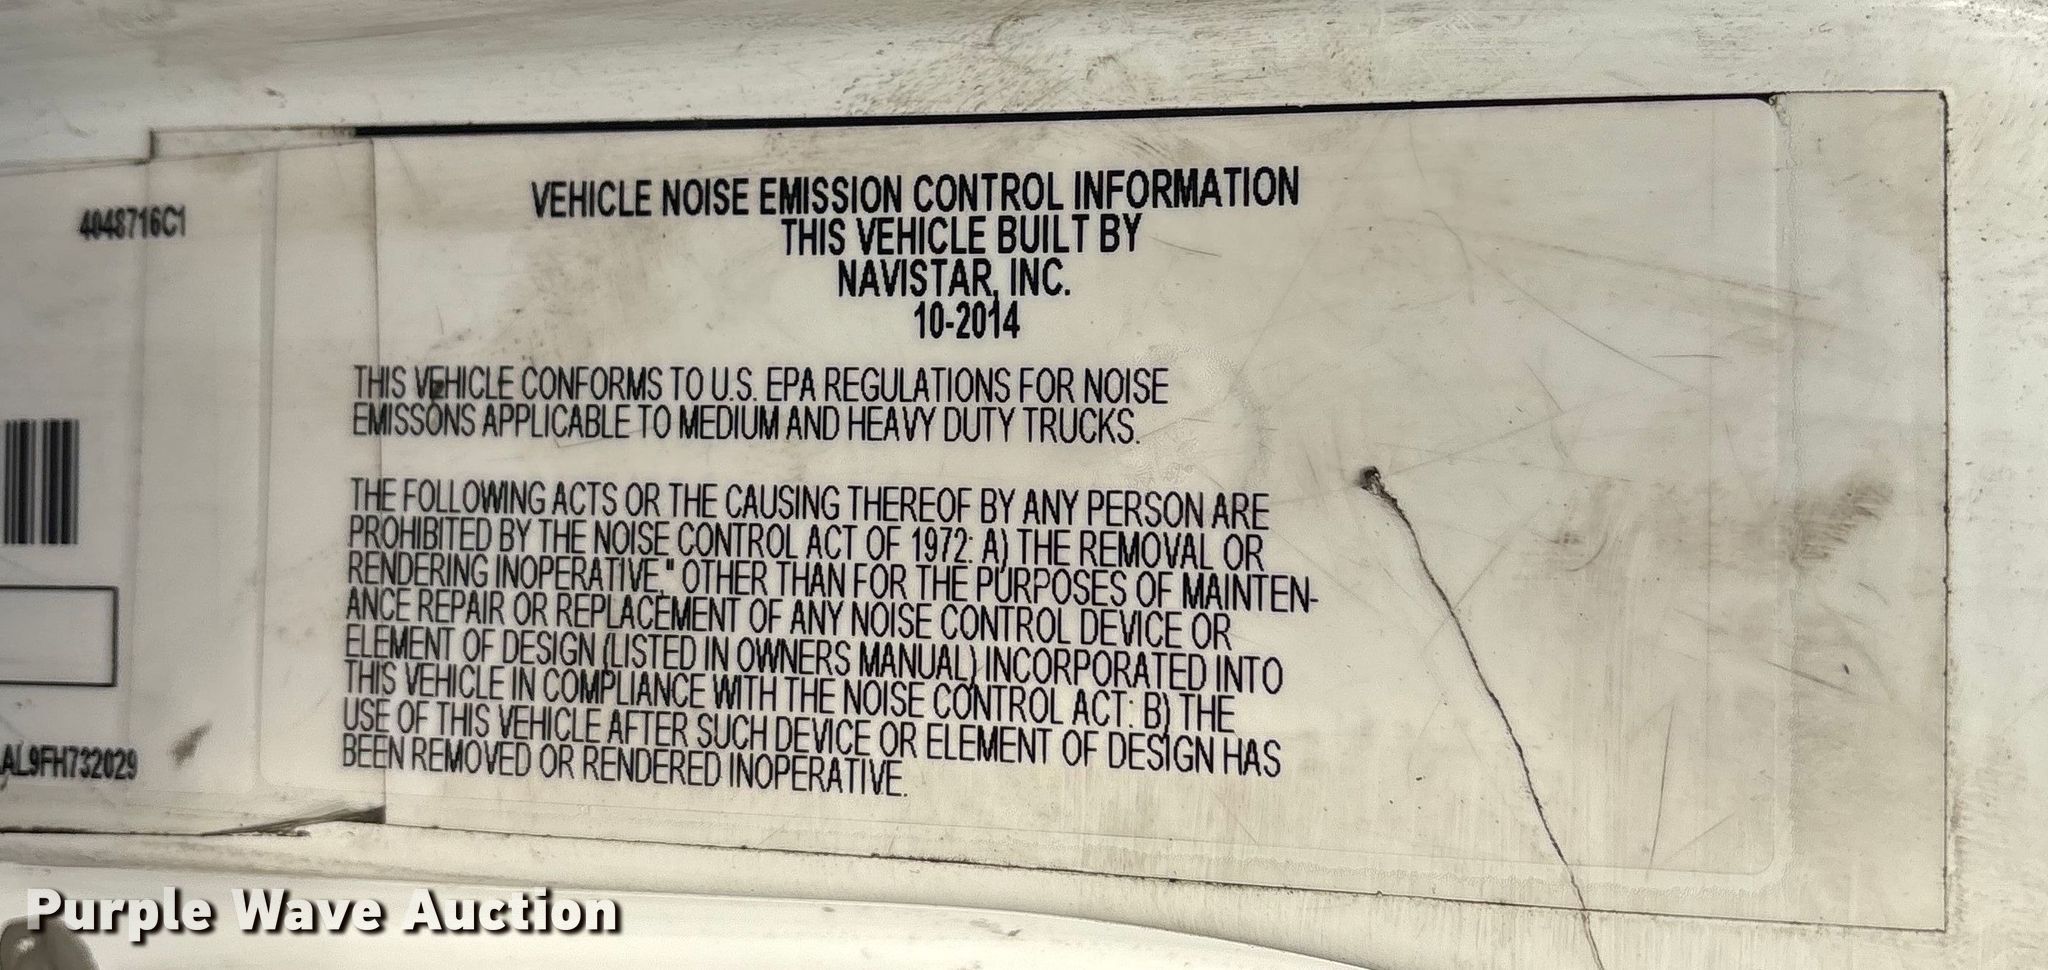 4048716C1
AL9FH732029
VEHICLE NOISE EMISSION CONTROL INFORMATION
THIS VEHICLE BUILT BY
NAVISTAR, INC.
10-2014
THIS VEHICLE CONFORMS TO U.S. EPA REGULATIONS FOR NOISE
EMISSONS APPLICABLE TO MEDIUM AND HEAVY DUTY TRUCKS.
THE FOLLOWING ACTS OR THE CAUSING THEREOF BY ANY PERSON ARE
PROHIBITED BY THE NOISE CONTROL ACT OF 1972: A) THE REMOVAL OR
RENDERING INOPERATIVE," OTHER THAN FOR THE PURPOSES OF MAINTEN-
ANCE REPAIR OR REPLACEMENT OF ANY NOISE CONTROL DEVICE OR
ELEMENT OF DESIGN (LISTED IN OWNERS MANUAL) INCORPORATED INTO
THIS VEHICLE IN COMPLIANCE WITH THE NOISE CONTROL ACT: B) THE
USE OF THIS VEHICLE AFTER SUCH DEVICE OR ELEMENT OF DESIGN HAS
BEEN REMOVED OR RENDERED INOPERATIVE.
Purple Wave Auction